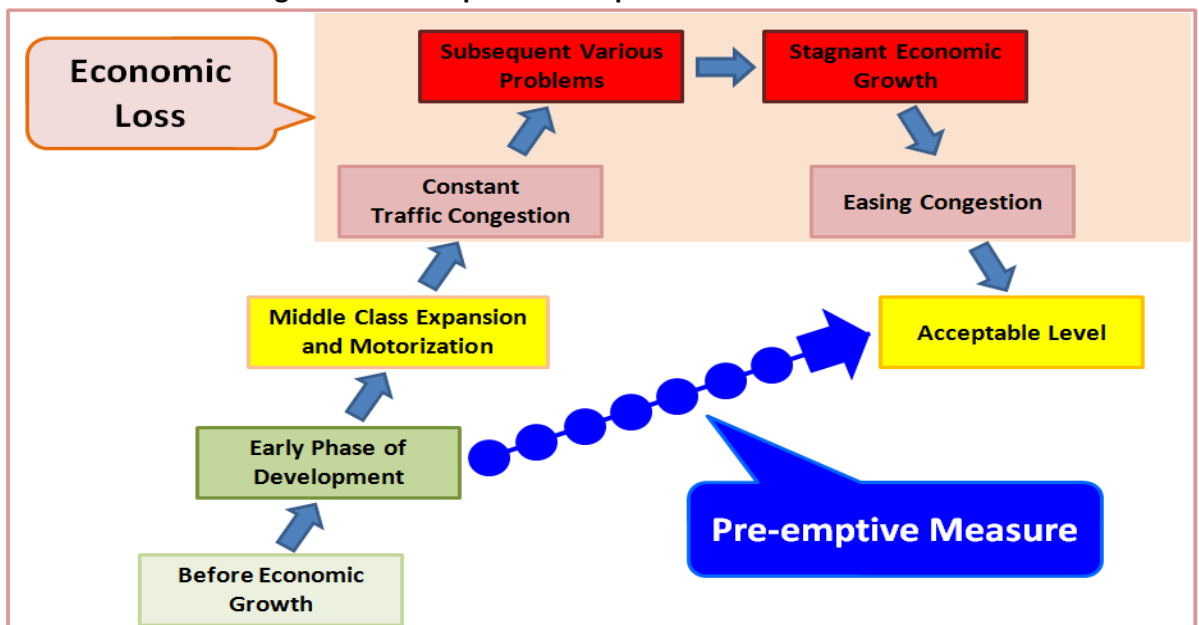 Economic
Loss
Subsequent Various
Problems
Stagnant Economic
Growth
Constant
Traffic Congestion
Easing Congestion
Middle Class Expansion
and Motorization
Acceptable Level
Early Phase of
Development
Pre-emptive Measure
Before Economic
Growth